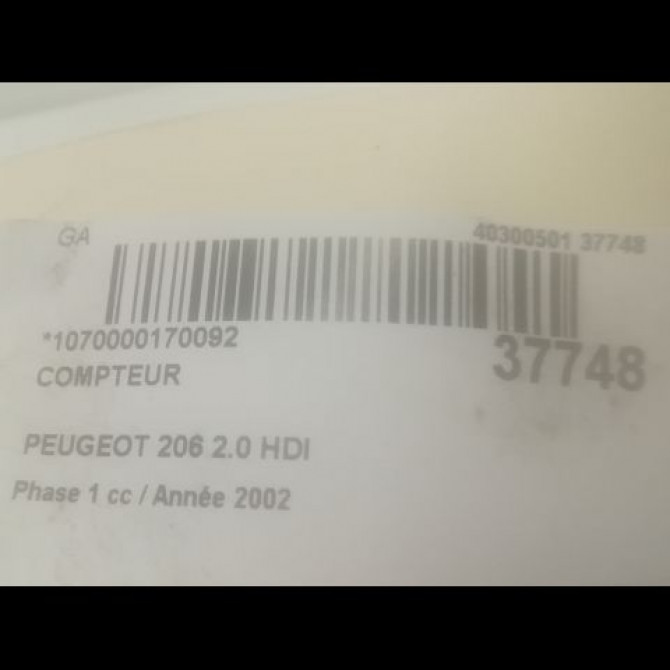 GA 40300501 37748
*1070000170092
37748
COMPTEUR
PEUGEOT 206 2.0 HDI
Phase 1 cc / Année 2002